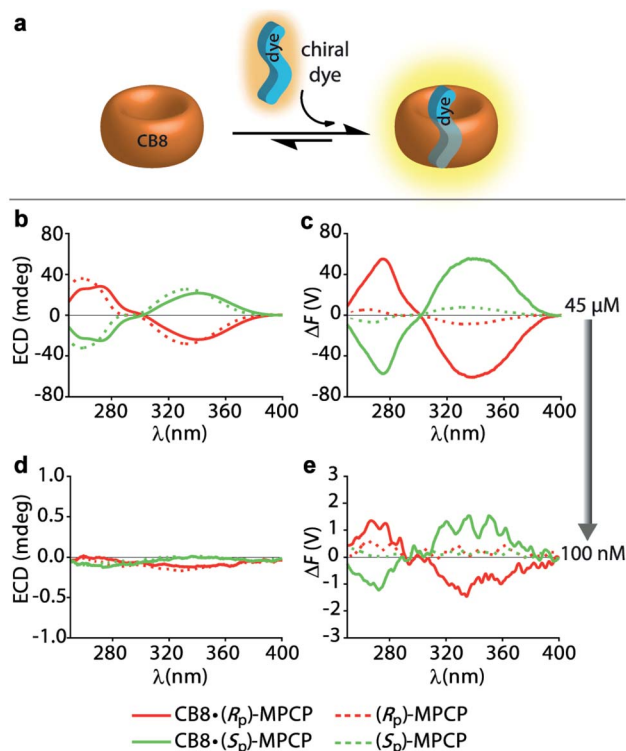 a
dye
chiral
dye
CB8
dye
b
c
80
40
0
-40
-80
ECD (mdeg)
280 320 360 400
λ(nm)
80
40
0
-40
-80
ΔF (V)
280 320 360 400
λ(nm)
45 μM
d
e
1.0
0.5
0.0
-0.5
-1.0
ECD (mdeg)
280 320 360 400
λ(nm)
3
2
1
0
-1
-2
-3
ΔF (V)
280 320 360 400
λ(nm)
100 nM
CB8•(Rp)-MPCP (Rp)-MPCP
CB8•(Sp)-MPCP (Sp)-MPCP